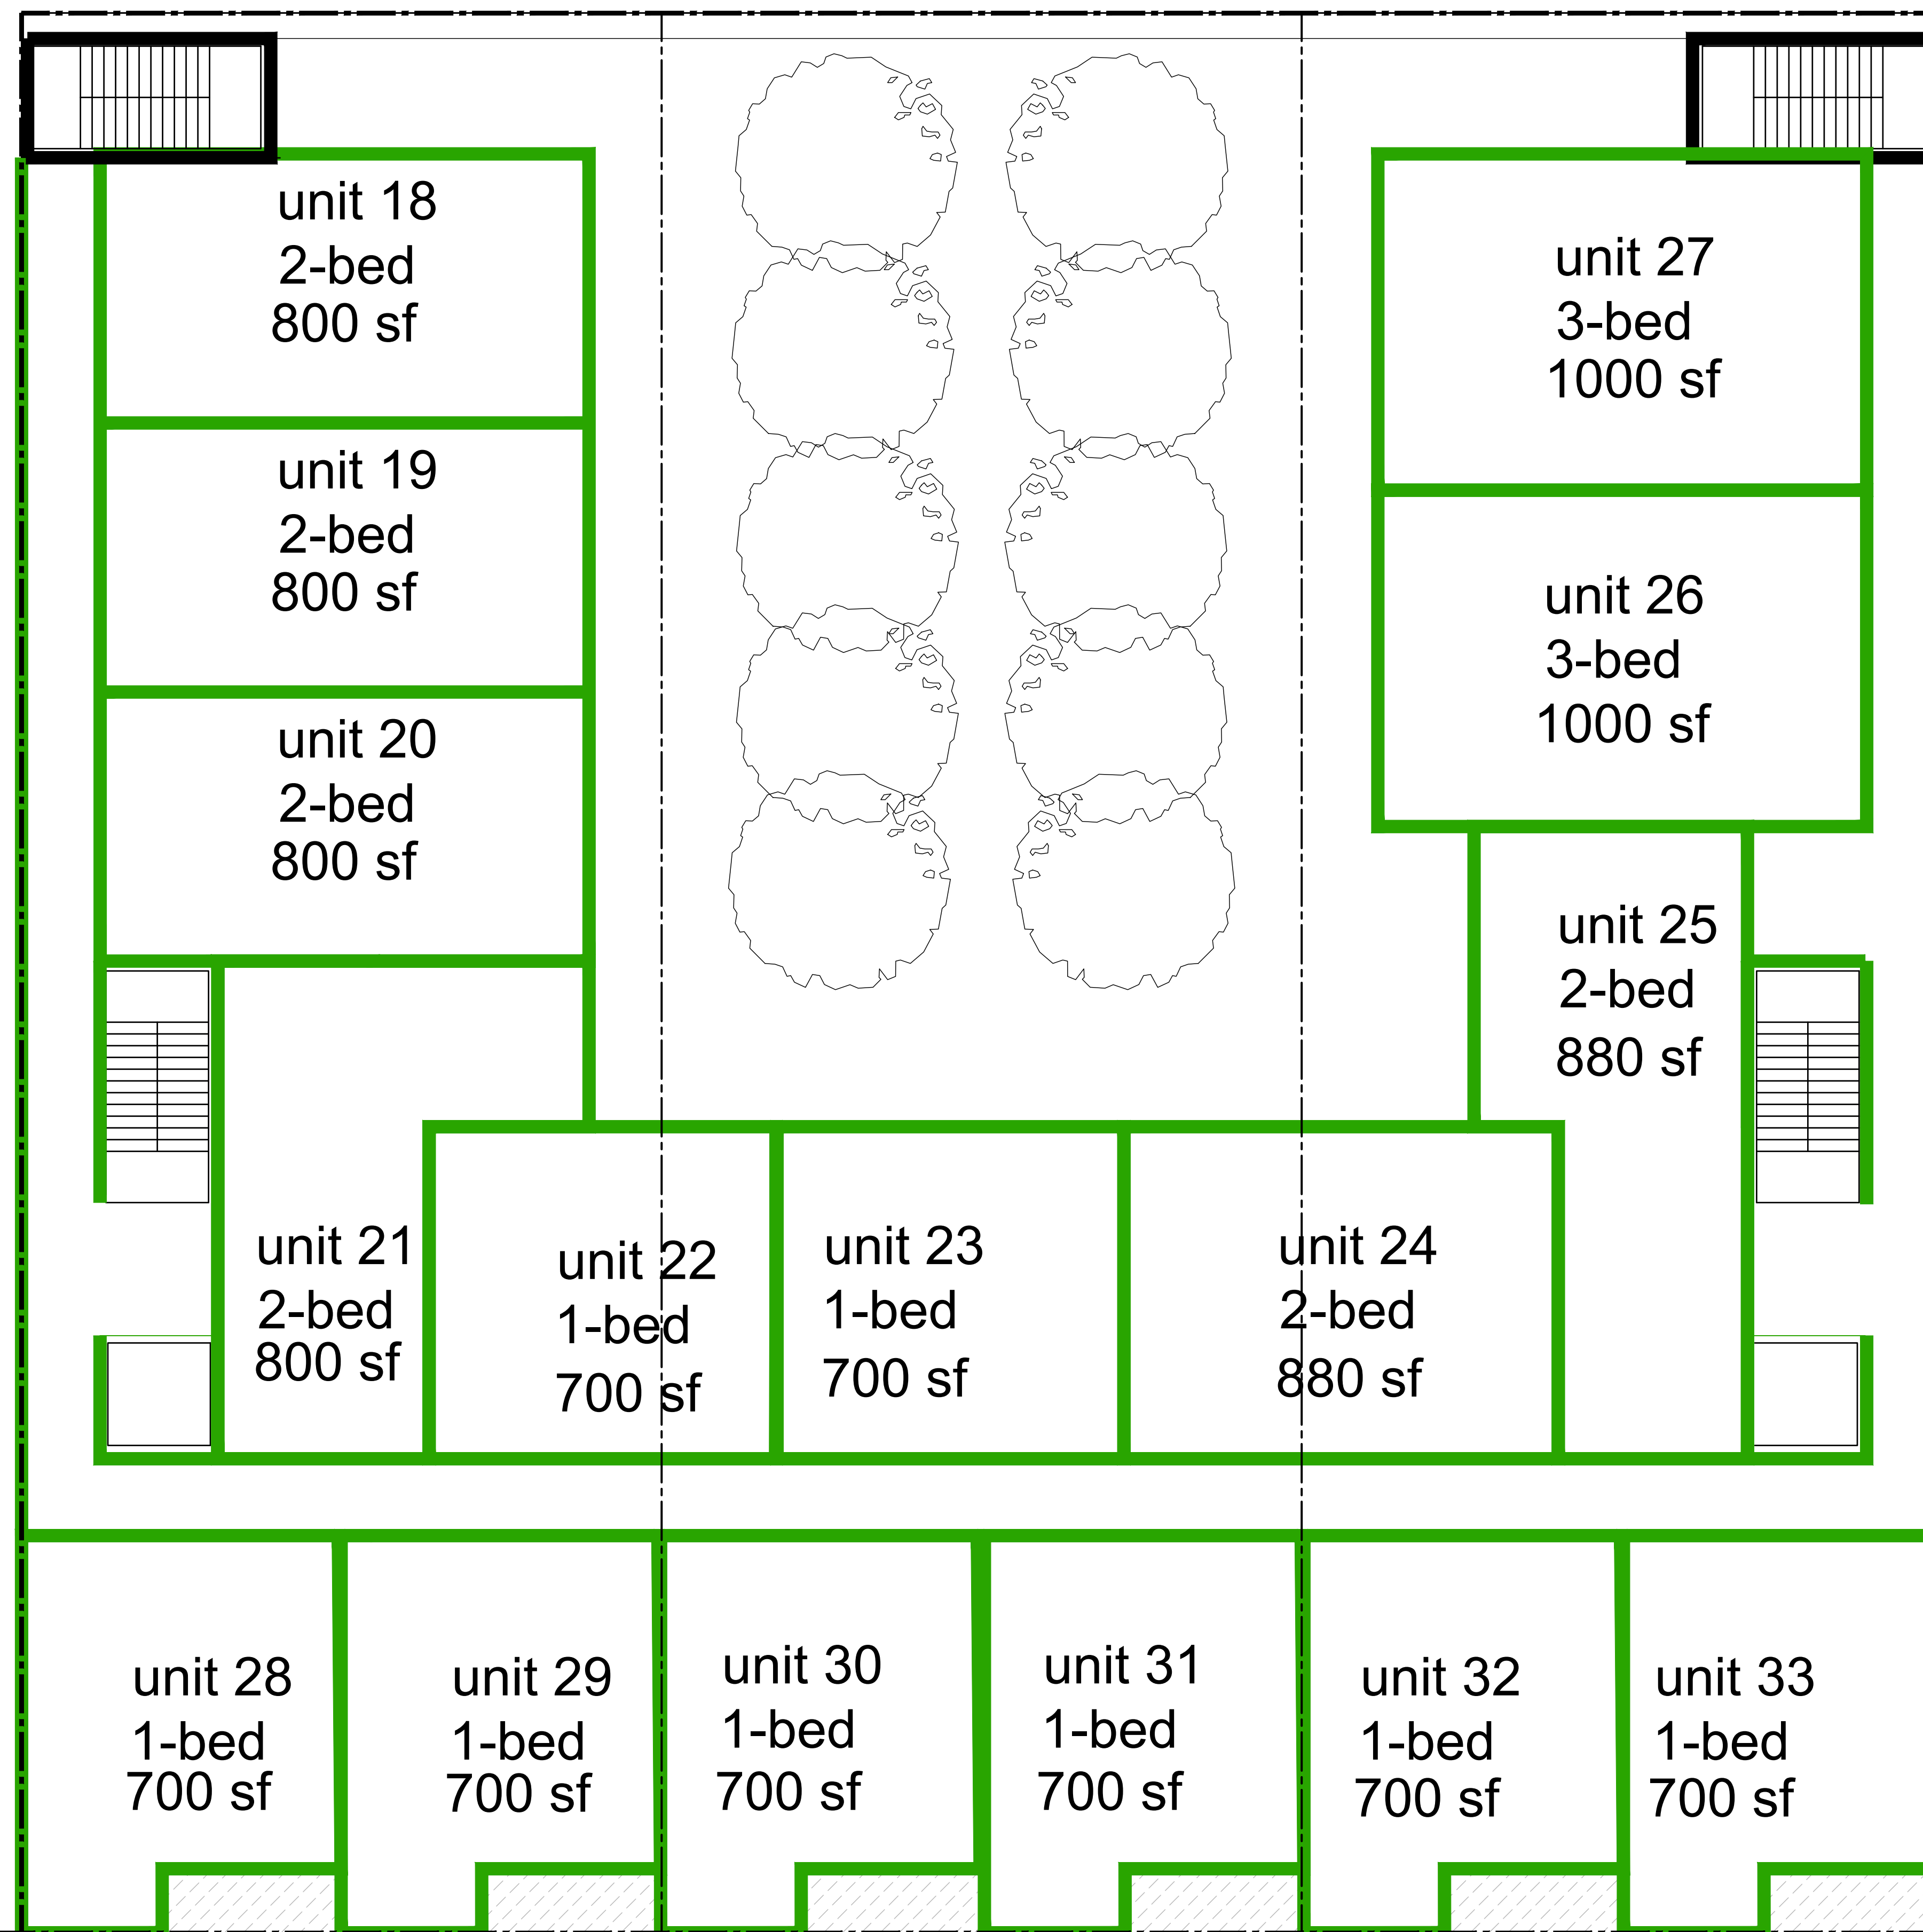 unit 18
2-bed
800 sf
unit 19
2-bed
800 sf
unit 20
2-bed
800 sf
unit 21
2-bed
800 sf
unit 22
1-bed
700 sf
unit 23
1-bed
700 sf
unit 24
2-bed
880 sf
unit 25
2-bed
880 sf
unit 26
3-bed
1000 sf
unit 27
3-bed
1000 sf
unit 28
1-bed
700 sf
unit 29
1-bed
700 sf
unit 30
1-bed
700 sf
unit 31
1-bed
700 sf
unit 32
1-bed
700 sf
unit 33
1-bed
700 sf